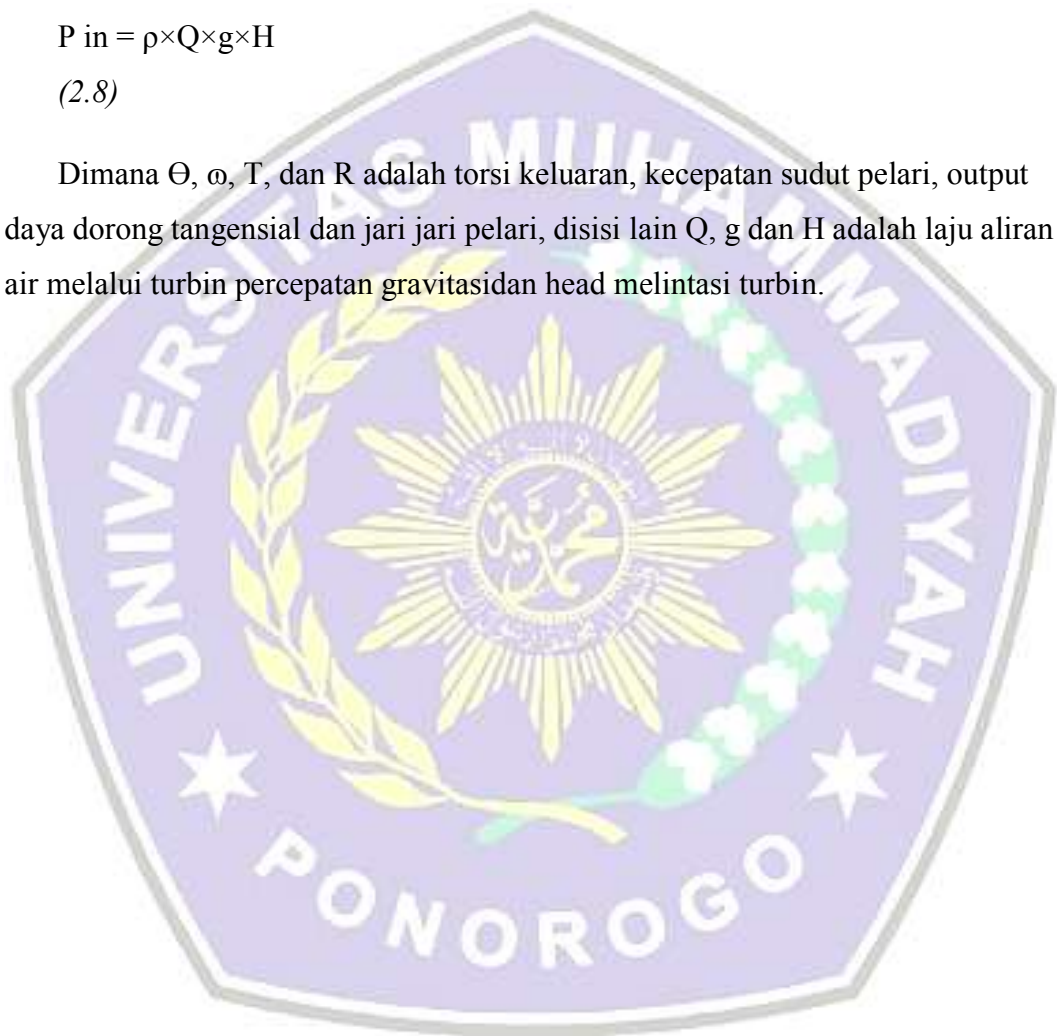 P in = ρ×Q×g×H
(2.8)
Dimana ϴ, ω, T, dan R adalah torsi keluaran, kecepatan sudut pelari, output
daya dorong tangensial dan jari jari pelari, disisi lain Q, g dan H adalah laju aliran
air melalui turbin percepatan gravitasidan head melintasi turbin.
UNIVERSITAS MUHAMMADIYAH
PONOROGO